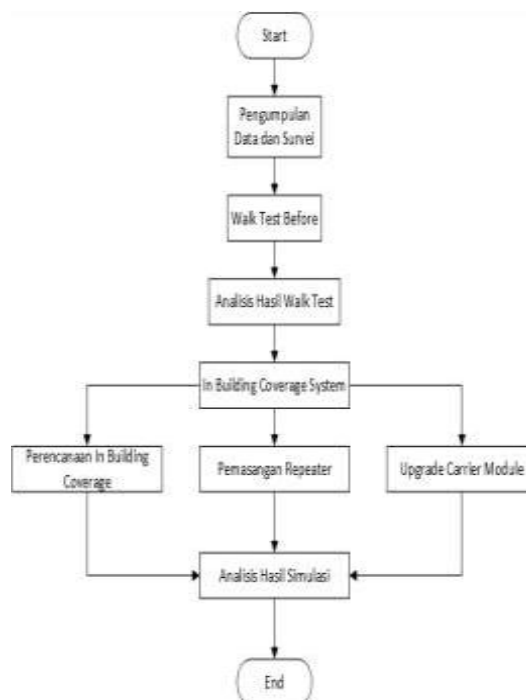 Start
Pengumpulan
Data dan Survei
Walk Test Before
Analisis Hasil Walk Test
In Building Coverage System
Perencanaan In Building
Coverage
Pemasangan Repeater
Upgrade Carrier Module
Analisis Hasil Simulasi
End